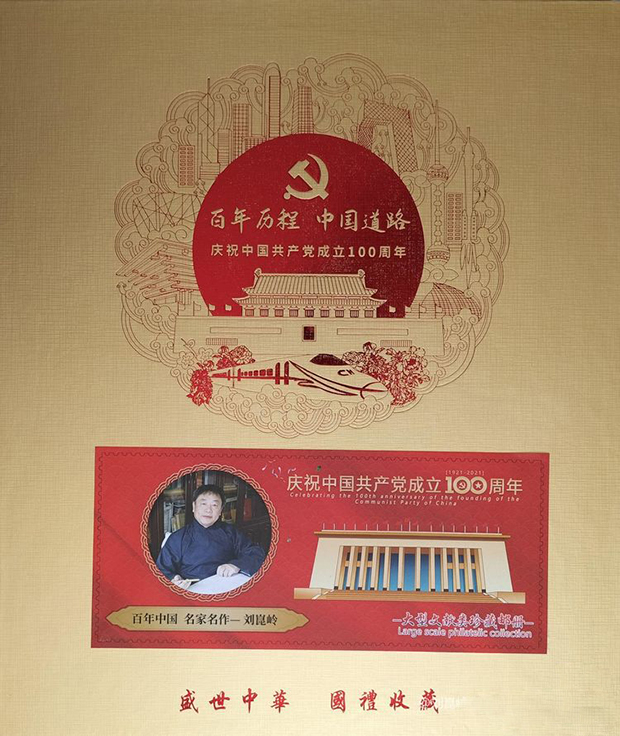 百年历程 中国道路
庆祝中国共产党成立100周年
[1921-2021]
庆祝中国共产党成立100周年
Celebrating the 100th anniversary of the founding of the
Communist Party of China
百年中国 名家名作—刘崑岭
—大型文献类珍藏邮册—
Large scale philatelic collection
盛世中華 國禮收藏